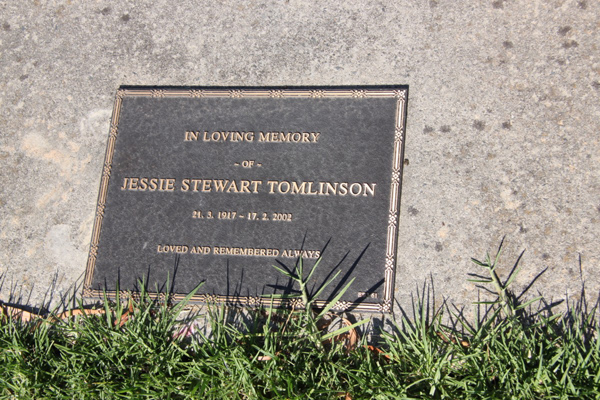 IN LOVING MEMORY
~ OF ~
JESSIE STEWART TOMLINSON
21. 3. 1917 ~ 17. 2. 2002
LOVED AND REMEMBERED ALWAYS